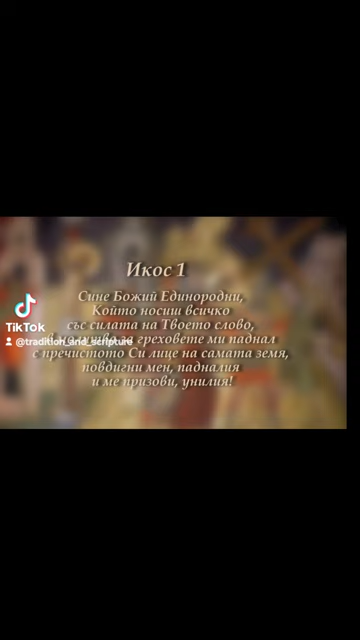 Икос 1
Сине Божий Единородни,
Който носиш всичко
със силата на Твоето слово,
греховете ми паднал
с пречистото Си лице на самата земя,
повдигни мен, падналия
и ме призови, унилия!
TikTok
@tradition_and_scripture